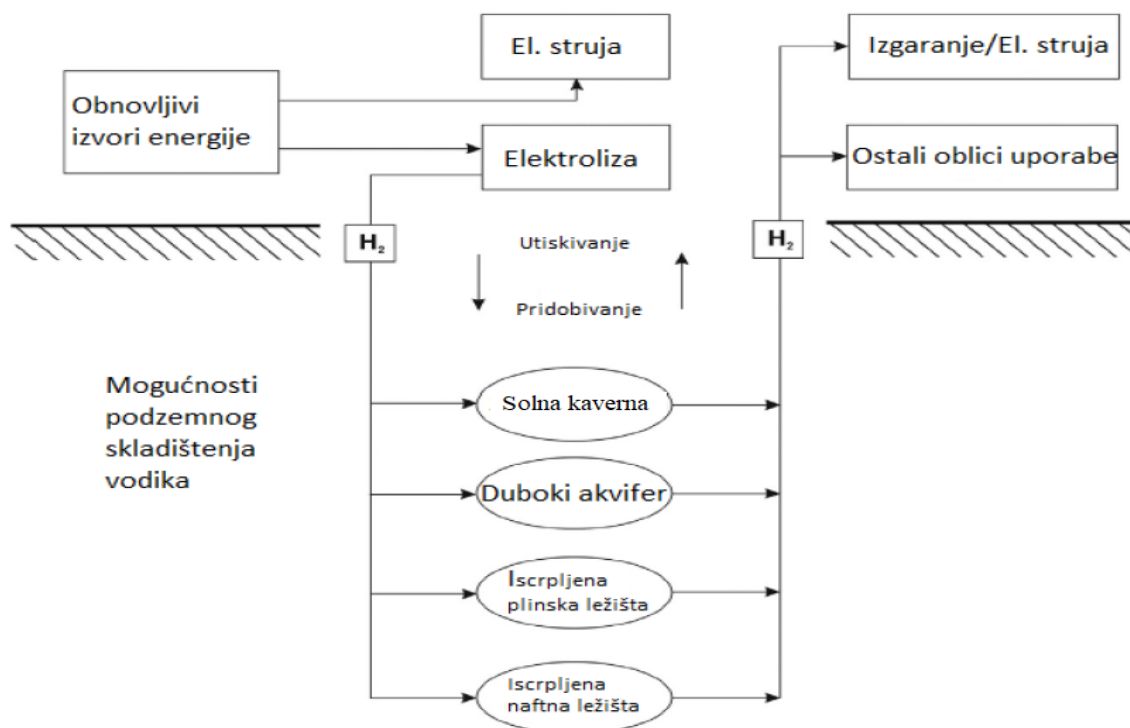 El. struja
Izgaranje/El. struja
Obnovljivi
izvori energije
Elektroliza
Ostali oblici uporabe
H₂
Utiskivanje
H₂
Pridobivanje
Mogućnosti
podzemnog
skladištenja
vodika
Solna kaverna
Duboki akvifer
Iscrpljena
plinska ležišta
Iscrpljena
naftna ležišta